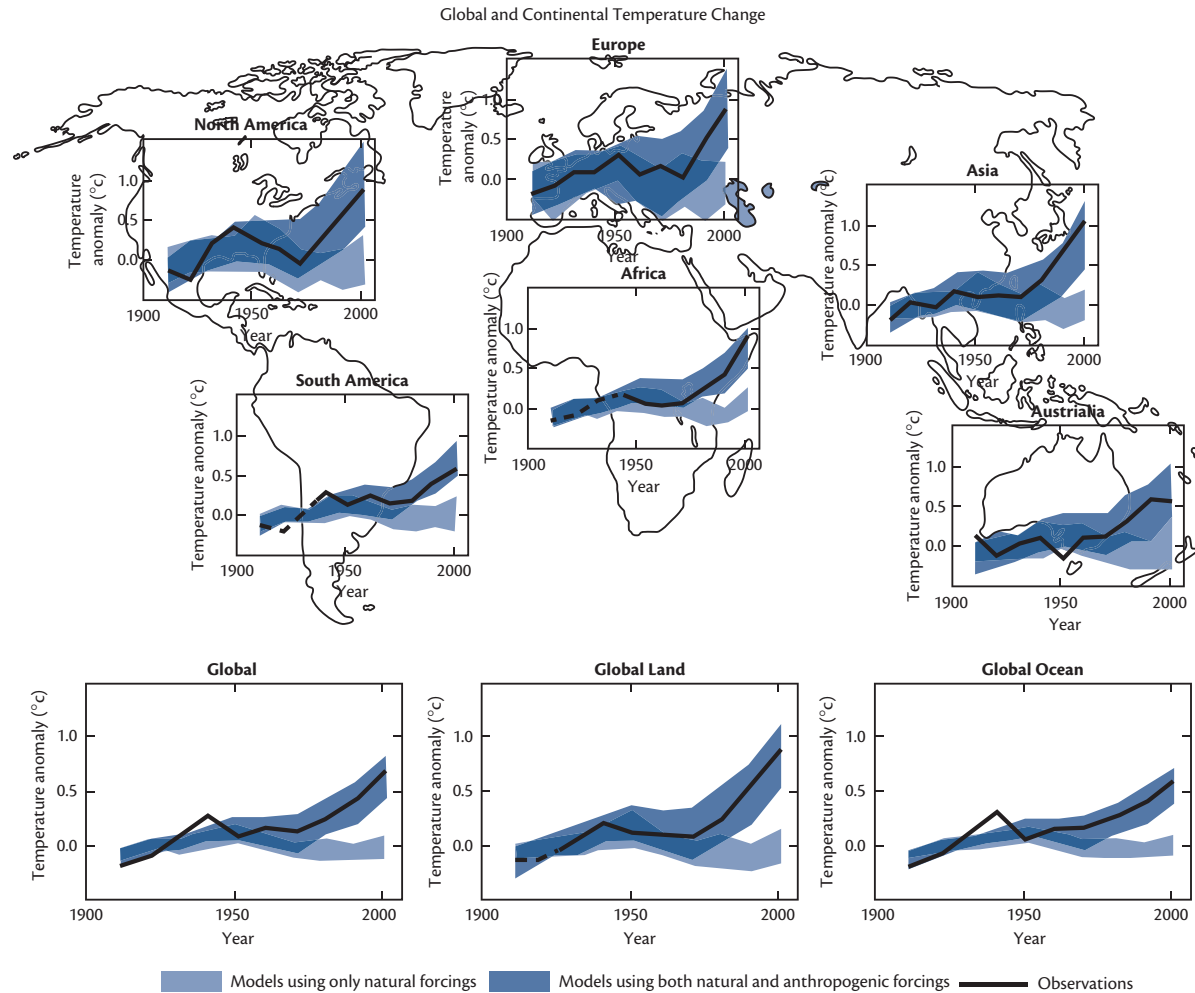 Global and Continental Temperature Change
Europe
Temperature
anomaly (°c)
1.0
0.5
0.0
1900
1950
2000
Year
North America
Temperature
anomaly (°c)
1.0
0.5
0.0
1900
1950
2000
Year
Asia
Temperature anomaly (°c)
1.0
0.5
0.0
1900
1950
2000
Year
Africa
Temperature anomaly (°c)
1.0
0.5
0.0
1900
1950
2000
Year
South America
Temperature anomaly (°c)
1.0
0.5
0.0
1900
1950
2000
Year
Austrialia
Temperature anomaly (°c)
1.0
0.5
0.0
1900
1950
2000
Year
Global
Temperature anomaly (°c)
1.0
0.5
0.0
1900
1950
2000
Year
Global Land
Temperature anomaly (°c)
1.0
0.5
0.0
1900
1950
2000
Year
Global Ocean
Temperature anomaly (°c)
1.0
0.5
0.0
1900
1950
2000
Year
Models using only natural forcings
Models using both natural and anthropogenic forcings
Observations